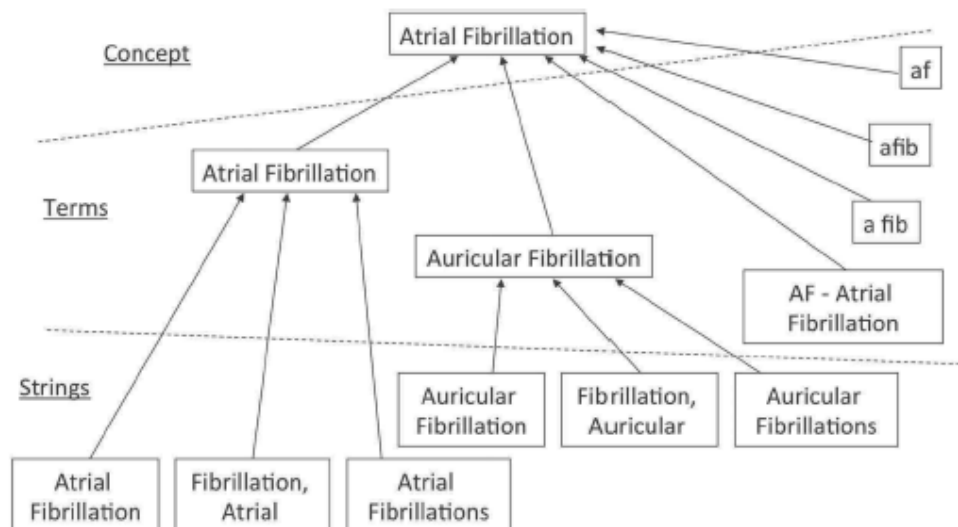 Concept
Atrial Fibrillation
af
afib
Atrial Fibrillation
Terms
a fib
Auricular Fibrillation
AF - Atrial
Fibrillation
Strings
Auricular
Fibrillation
Fibrillation,
Auricular
Auricular
Fibrillations
Atrial
Fibrillation
Fibrillation,
Atrial
Atrial
Fibrillations